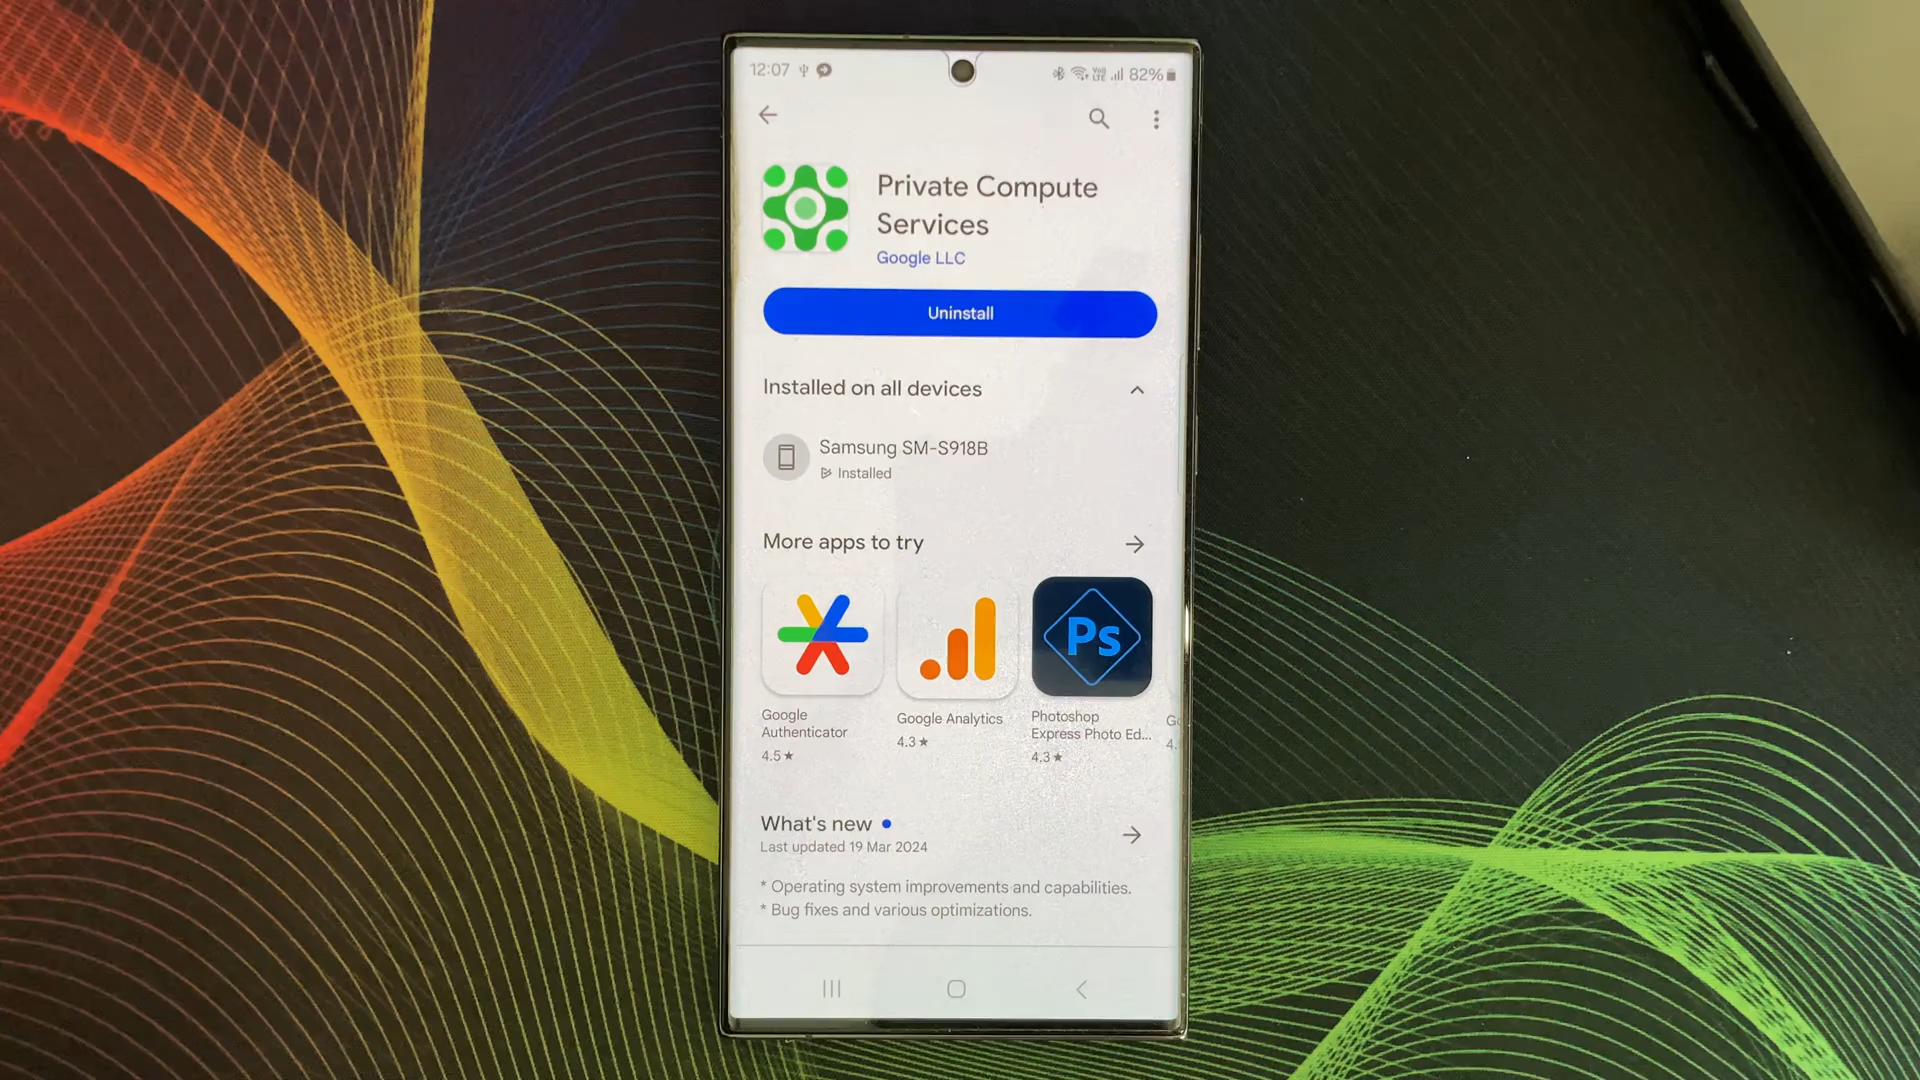 12:07
Vo))
LTE
82%
Private Compute
Services
Google LLC
Uninstall
Installed on all devices
Samsung SM-S918B
Installed
More apps to try
Ps
Google
Authenticator
4.5★
Google Analytics
4.3★
Photoshop
Express Photo Ed...
4.3★
What's new
Last updated 19 Mar 2024
* Operating system improvements and capabilities.
* Bug fixes and various optimizations.